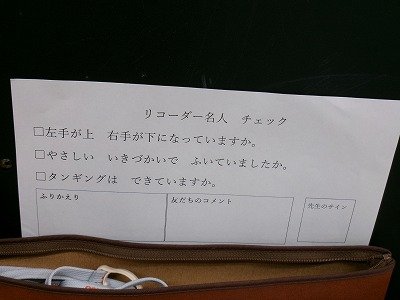 リコーダー名人　チェック
□左手が上　右手が下になっていますか。
□やさしい　いきづかいで　ふいていましたか。
□タンギングは　できていますか。
ふりかえり　友だちのコメント　先生のサイン